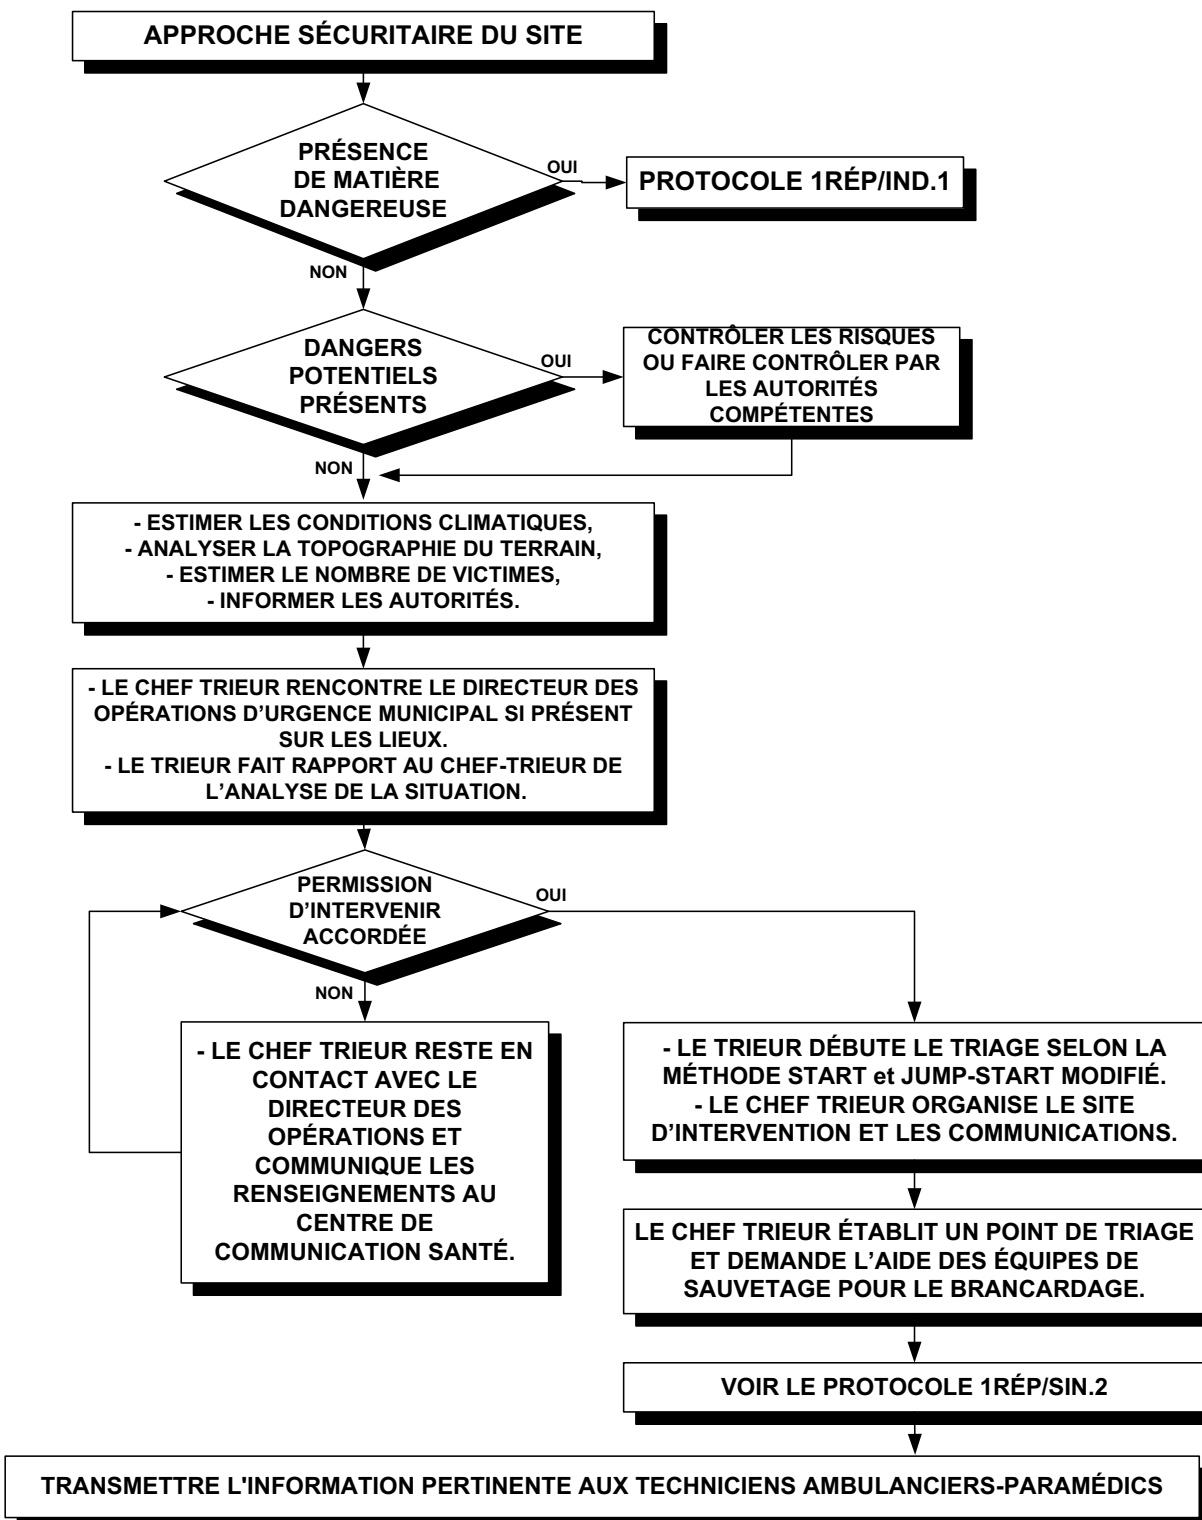 APPROCHE SÉCURITAIRE DU SITE
PRÉSENCE
DE MATIÈRE
DANGEREUSE
OUI
PROTOCOLE 1RÉP/IND.1
NON
DANGERS
POTENTIELS
PRÉSENTS
OUI
CONTRÔLER LES RISQUES
OU FAIRE CONTRÔLER PAR
LES AUTORITÉS
COMPÉTENTES
NON
- ESTIMER LES CONDITIONS CLIMATIQUES,
- ANALYSER LA TOPOGRAPHIE DU TERRAIN,
- ESTIMER LE NOMBRE DE VICTIMES,
- INFORMER LES AUTORITÉS.
- LE CHEF TRIEUR RENCONTRE LE DIRECTEUR DES
OPÉRATIONS D’URGENCE MUNICIPAL SI PRÉSENT
SUR LES LIEUX.
- LE TRIEUR FAIT RAPPORT AU CHEF-TRIEUR DE
L’ANALYSE DE LA SITUATION.
PERMISSION
D’INTERVENIR
ACCORDÉE
OUI
NON
- LE CHEF TRIEUR RESTE EN
CONTACT AVEC LE
DIRECTEUR DES
OPÉRATIONS ET
COMMUNIQUE LES
RENSEIGNEMENTS AU
CENTRE DE
COMMUNICATION SANTÉ.
- LE TRIEUR DÉBUTE LE TRIAGE SELON LA
MÉTHODE START et JUMP-START MODIFIÉ.
- LE CHEF TRIEUR ORGANISE LE SITE
D’INTERVENTION ET LES COMMUNICATIONS.
LE CHEF TRIEUR ÉTABLIT UN POINT DE TRIAGE
ET DEMANDE L’AIDE DES ÉQUIPES DE
SAUVETAGE POUR LE BRANCARDAGE.
VOIR LE PROTOCOLE 1RÉP/SIN.2
TRANSMETTRE L'INFORMATION PERTINENTE AUX TECHNICIENS AMBULANCIERS-PARAMÉDICS